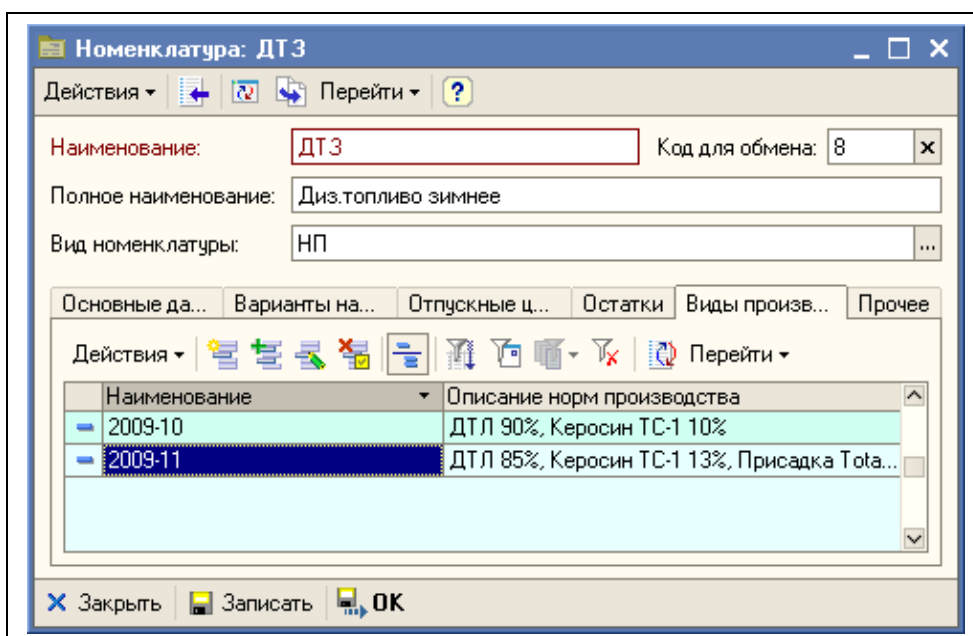 Номенклатура: ДТЗ
Действия Перейти ?
Наименование: ДТЗ Код для обмена: 8
Полное наименование: Диз.топливо зимнее
Вид номенклатуры: НП ...
Основные да... Варианты на... Отпускные ц... Остатки Виды произв... Прочее
Действия Перейти
Наименование Описание норм производства
2009-10 ДТЛ 90%, Керосин ТС-1 10%
2009-11 ДТЛ 85%, Керосин ТС-1 13%, Присадка Tota...
Закрыть Записать OK